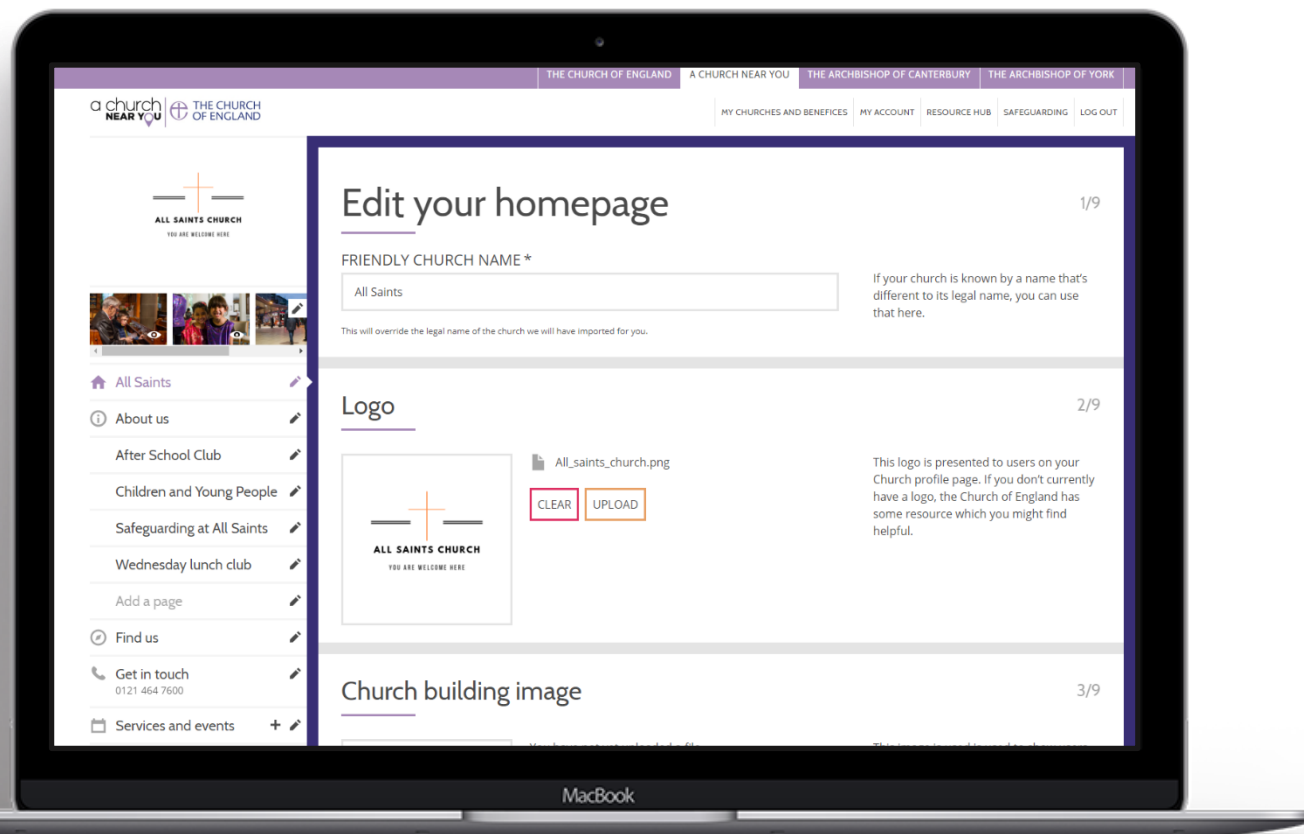 THE CHURCH OF ENGLAND
A CHURCH NEAR YOU
THE ARCHBISHOP OF CANTERBURY
THE ARCHBISHOP OF YORK
a church
NEAR YOU
THE CHURCH
OF ENGLAND
MY CHURCHES AND BENEFICES
MY ACCOUNT
RESOURCE HUB
SAFEGUARDING
LOG OUT
ALL SAINTS CHURCH
YOU ARE WELCOME HERE
All Saints
About us
After School Club
Children and Young People
Safeguarding at All Saints
Wednesday lunch club
Add a page
Find us
Get in touch
0121 464 7600
Services and events
Edit your homepage
1/9
FRIENDLY CHURCH NAME *
All Saints
This will override the legal name of the church we will have imported for you.
If your church is known by a name that's
different to its legal name, you can use
that here.
Logo
2/9
ALL SAINTS CHURCH
YOU ARE WELCOME HERE
All_saints_church.png
CLEAR
UPLOAD
This logo is presented to users on your
Church profile page. If you don't currently
have a logo, the Church of England has
some resource which you might find
helpful.
Church building image
3/9
MacBook